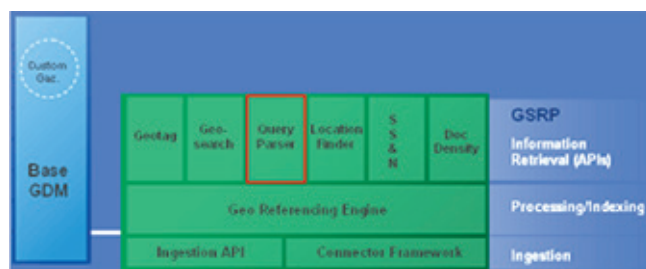 Custom
Gaz.
Base
GDM
Geotag
Geo-
search
Query
Parser
Location
Finder
S
S
&
N
Doc
Density
GSRP
Information
Retrieval (APIs)
Geo Referencing Engine
Processing/Indexing
Ingestion API
Connector Framework
Ingestion